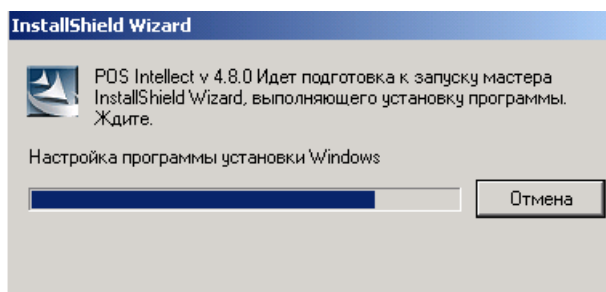 InstallShield Wizard
POS Intellect v 4.8.0 Идет подготовка к запуску мастера
InstallShield Wizard, выполняющего установку программы.
Ждите.
Настройка программы установки Windows
Отмена